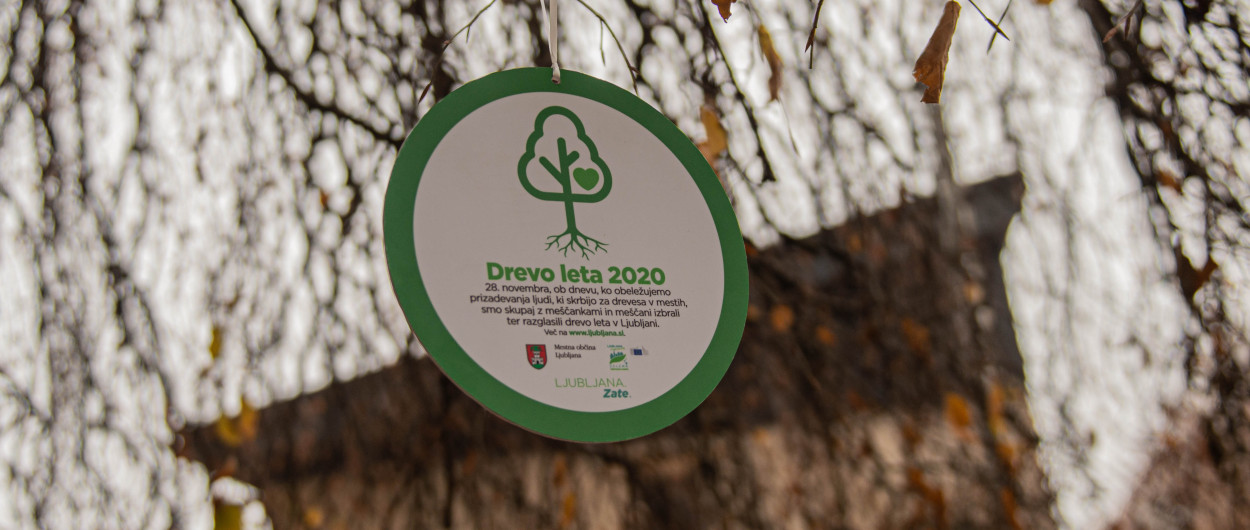 Drevo leta 2020
28. novembra, ob dnevu, ko obeležujemo
prizadevanja ljudi, ki skrbijo za drevesa v mestih,
smo skupaj z meščankami in meščani izbrali
ter razglasili drevo leta v Ljubljani.
Več na www.ljubljana.si.
Mestna občina
Ljubljana
LJUBLJANA.
Zate.